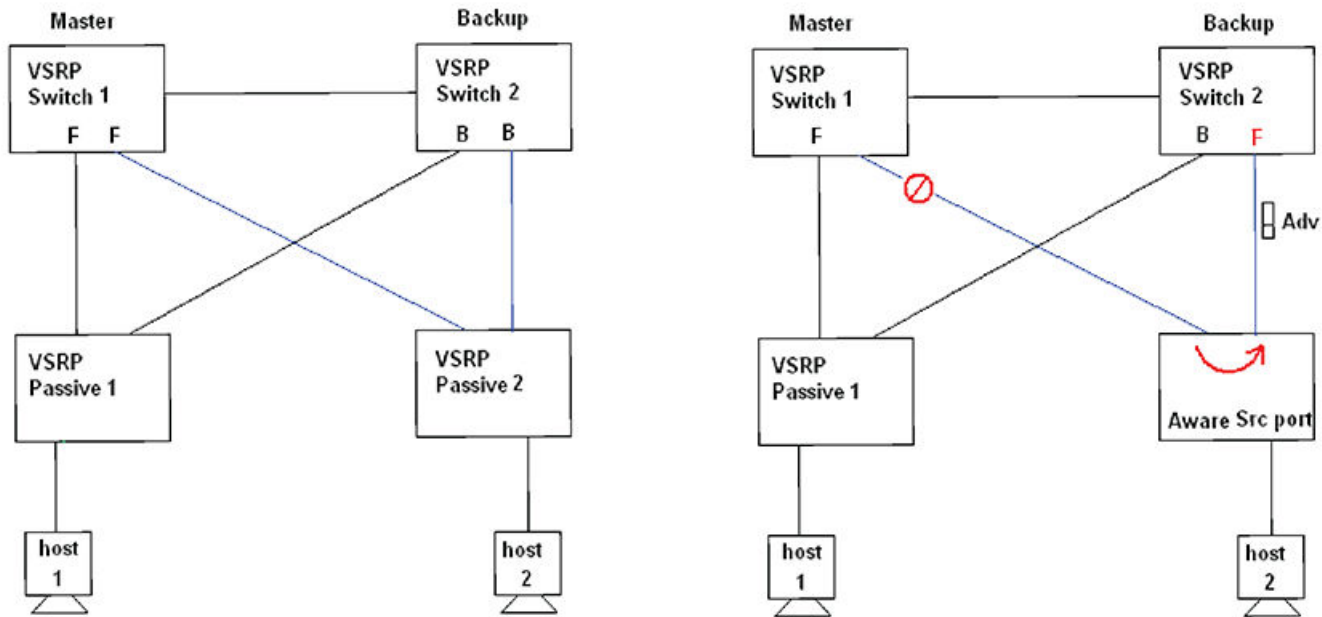 Master
Backup
VSRP
Switch 1
F F
VSRP
Switch 2
B B
VSRP
Passive 1
VSRP
Passive 2
host
1
host
2
Master
Backup
VSRP
Switch 1
F
VSRP
Switch 2
B F
Adv
VSRP
Passive 1
Aware Src port
host
1
host
2